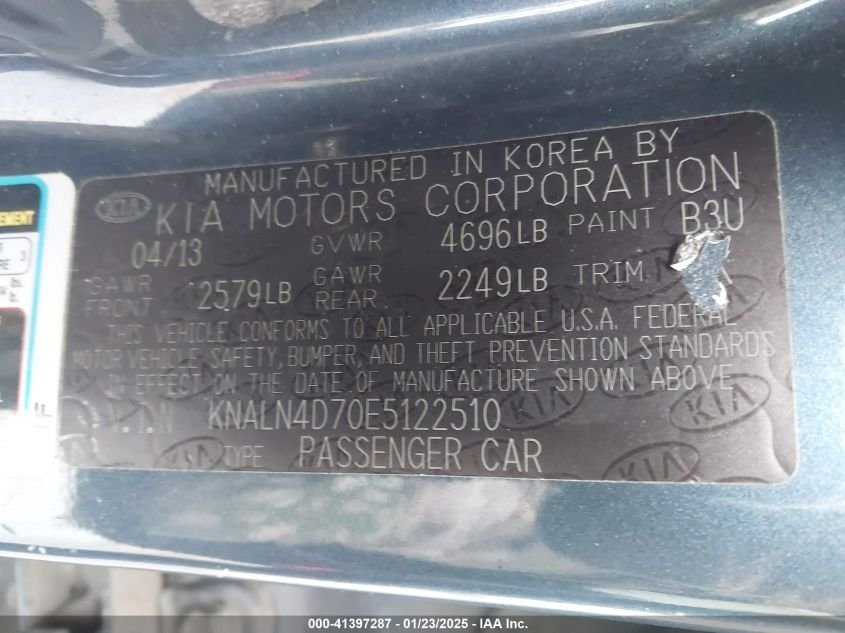 MANUFACTURED IN KOREA BY
KIA KIA MOTORS CORPORATION
04/13 GVWR 4696LB PAINT B3U
GAWR FRONT 2579LB GAWR REAR 2249LB TRIM
THIS VEHICLE CONFORMS TO ALL APPLICABLE U.S.A. FEDERAL
MOTOR VEHICLE SAFETY, BUMPER, AND THEFT PREVENTION STANDARDS
IN EFFECT ON THE DATE OF MANUFACTURE SHOWN ABOVE
V.I.N KNALN4D70E5122510
TYPE PASSENGER CAR
000-41397287 - 01/23/2025 - IAA Inc.